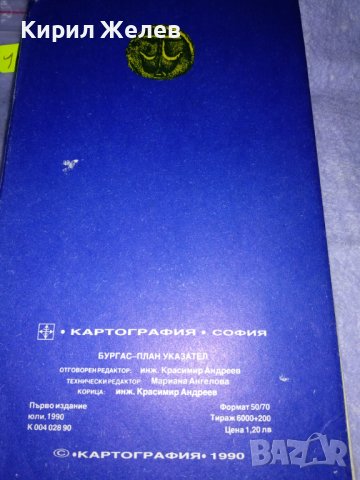 Кирил Желев
1
• КАРТОГРАФИЯ • СОФИЯ
БУРГАС–ПЛАН УКАЗАТЕЛ
ОТГОВОРЕН РЕДАКТОР: инж. Красимир Андреев
ТЕХНИЧЕСКИ РЕДАКТОР: Мариана Ангелова
КОРИЦА: инж. Красимир Андреев
Първо издание Формат 50/70
юли, 1990 Тираж 6000+200
К 004 028 90 Цена 1,20 лв
© • КАРТОГРАФИЯ • 1990
BAZAR